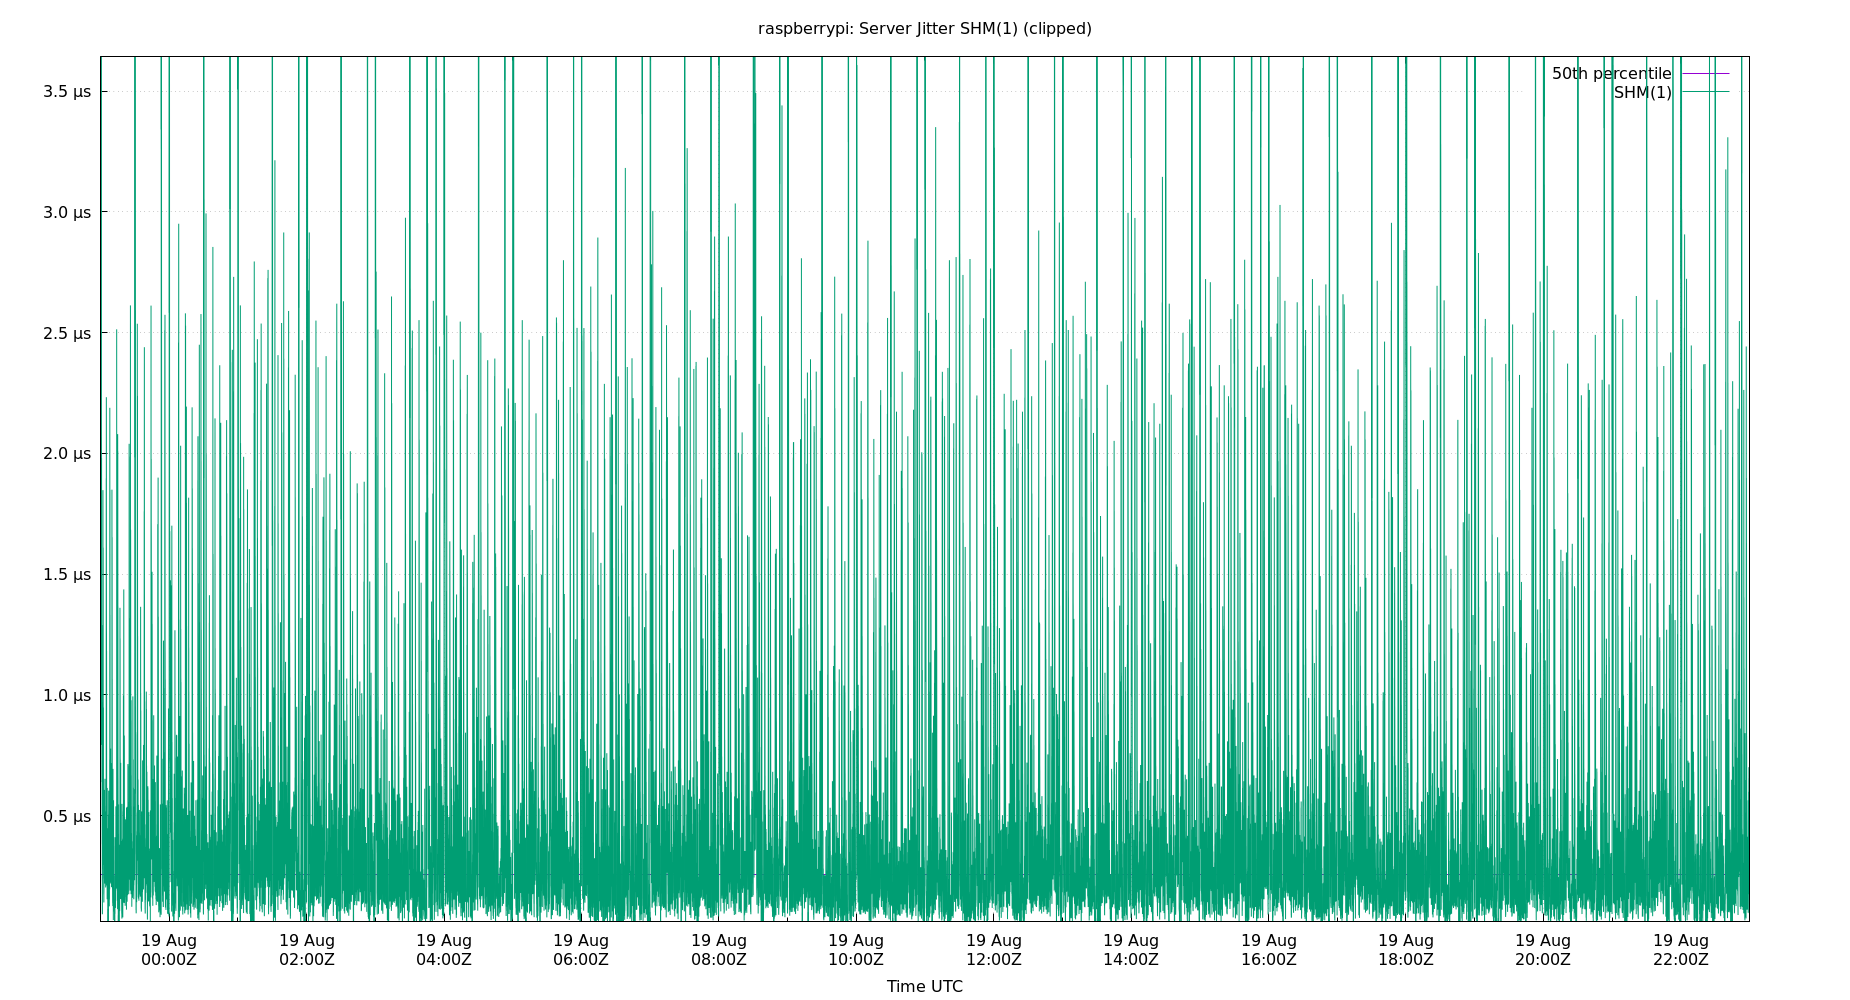 raspberrypi: Server Jitter SHM(1) (clipped)
50th percentile
SHM(1)
3.5 µs
3.0 µs
2.5 µs
2.0 µs
1.5 µs
1.0 µs
0.5 µs
19 Aug 19 Aug 19 Aug 19 Aug 19 Aug 19 Aug 19 Aug 19 Aug 19 Aug 19 Aug 19 Aug 19 Aug
00:00Z 02:00Z 04:00Z 06:00Z 08:00Z 10:00Z 12:00Z 14:00Z 16:00Z 18:00Z 20:00Z 22:00Z
Time UTC